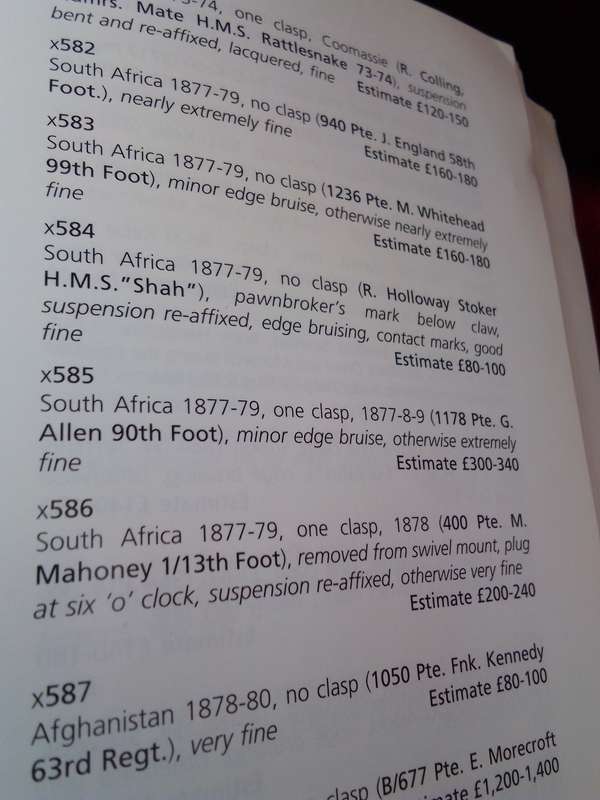 73-74, one clasp, Coomassie (R. Colling,
Mate H.M.S. Rattlesnake 73-74), suspension
bent and re-affixed, lacquered, fine
Estimate £120-150
x582
South Africa 1877-79, no clasp (940 Pte. J. England 58th
Foot.), nearly extremely fine
Estimate £160-180
x583
South Africa 1877-79, no clasp (1236 Pte. M. Whitehead
99th Foot), minor edge bruise, otherwise nearly extremely
fine
Estimate £160-180
x584
South Africa 1877-79, no clasp (R. Holloway Stoker
H.M.S."Shah"), pawnbroker's mark below claw,
suspension re-affixed, edge bruising, contact marks, good
fine
Estimate £80-100
x585
South Africa 1877-79, one clasp, 1877-8-9 (1178 Pte. G.
Allen 90th Foot), minor edge bruise, otherwise extremely
fine
Estimate £300-340
x586
South Africa 1877-79, one clasp, 1878 (400 Pte. M.
Mahoney 1/13th Foot), removed from swivel mount, plug
at six 'o' clock, suspension re-affixed, otherwise very fine
Estimate £200-240
x587
Afghanistan 1878-80, no clasp (1050 Pte. Fnk. Kennedy
63rd Regt.), very fine
Estimate £80-100
clasp (B/677 Pte. E. Morecroft
£1,200-1,400